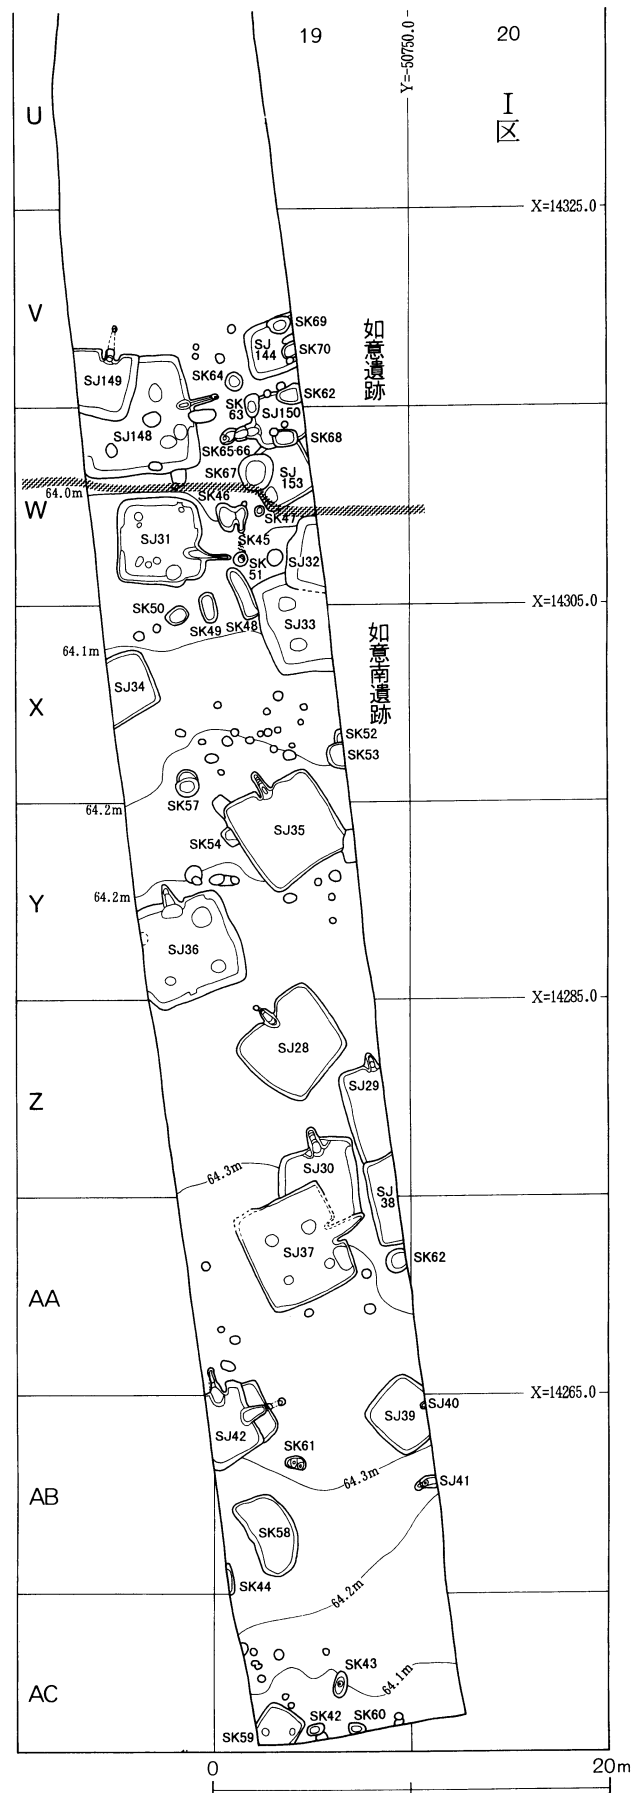 19
20
Y=-50750.0
I
区
U
X=14325.0
V
如意遺跡
SK69
SJ
144
SK70
SJ149
SK64
SK62
SK
63
SJ150
SJ148
SK65·66
SK68
SK67
SJ
153
64.0m
SK46
W
SK47
SJ31
SK45
SK
51
SJ32
X=14305.0
SK50
SK49
SK48
SJ33
如意南遺跡
64.1m
SJ34
X
SK52
SK53
SK57
64.2m
SJ35
SK54
64.2m
Y
SJ36
X=14285.0
SJ28
SJ29
Z
64.3m
SJ30
SJ
38
SJ37
SK62
AA
X=14265.0
SJ40
SJ39
SJ42
SK61
64.3m
SJ41
AB
SK58
SK44
64.2m
SK43
64.1m
AC
SK42
SK60
SK59
0
20m